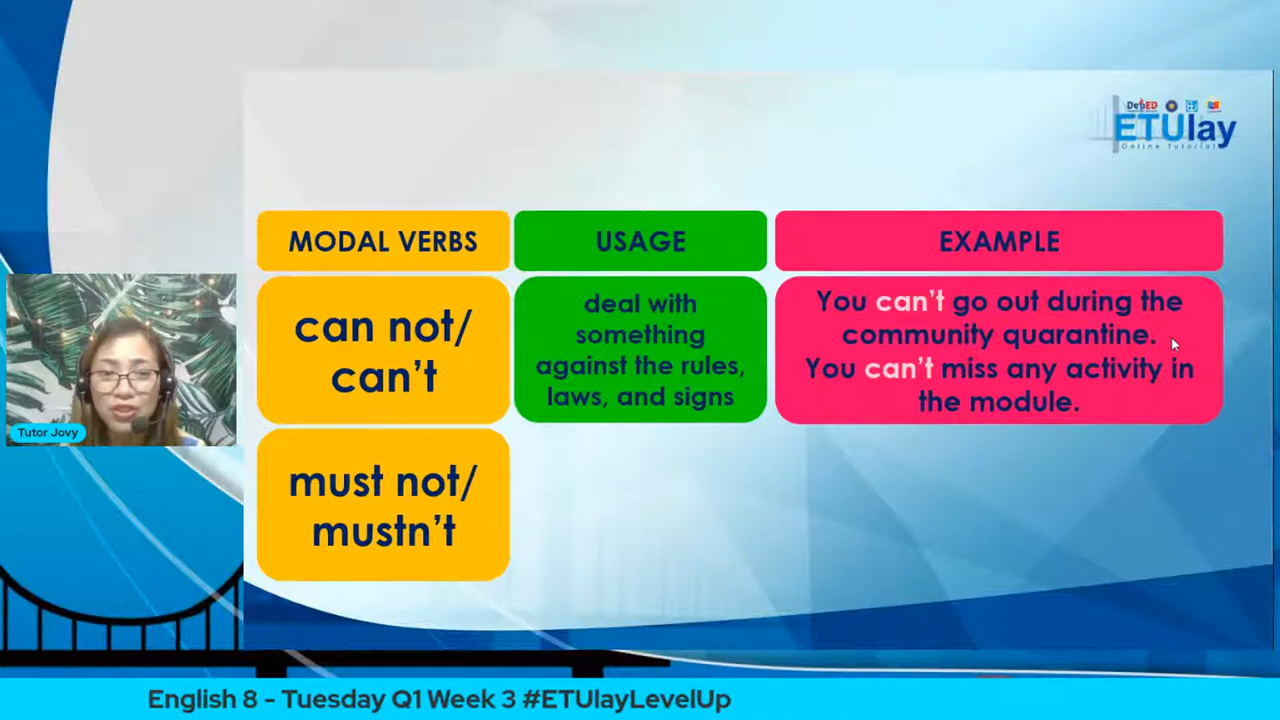 DepED
ETUlay
Online Tutorial
MODAL VERBS
USAGE
EXAMPLE
can not/
can't
deal with
something
against the rules,
laws, and signs
You can't go out during the
community quarantine.
You can't miss any activity in
the module.
must not/
mustn't
Tutor Jovy
English 8 - Tuesday Q1 Week 3 #ETUlayLevelUp